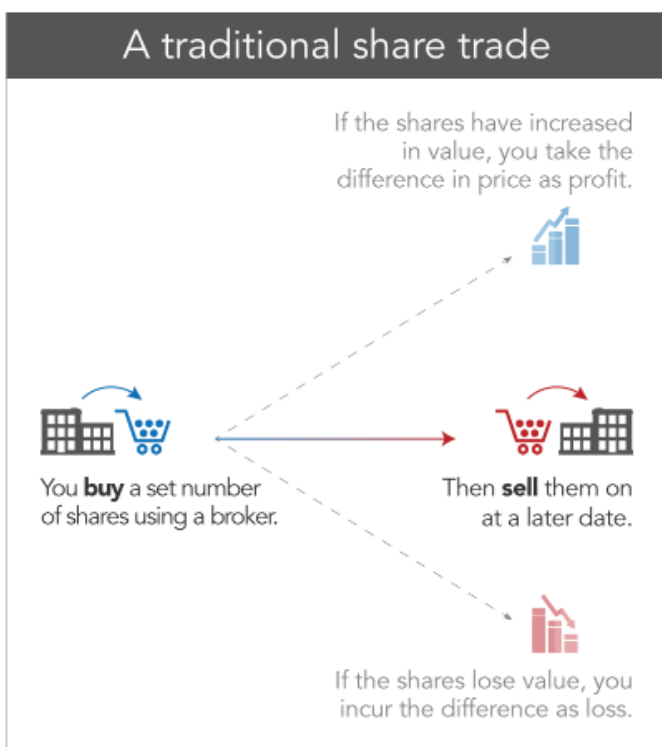 A traditional share trade
If the shares have increased
in value, you take the
difference in price as profit.
You buy a set number
of shares using a broker.
Then sell them on
at a later date.
If the shares lose value, you
incur the difference as loss.